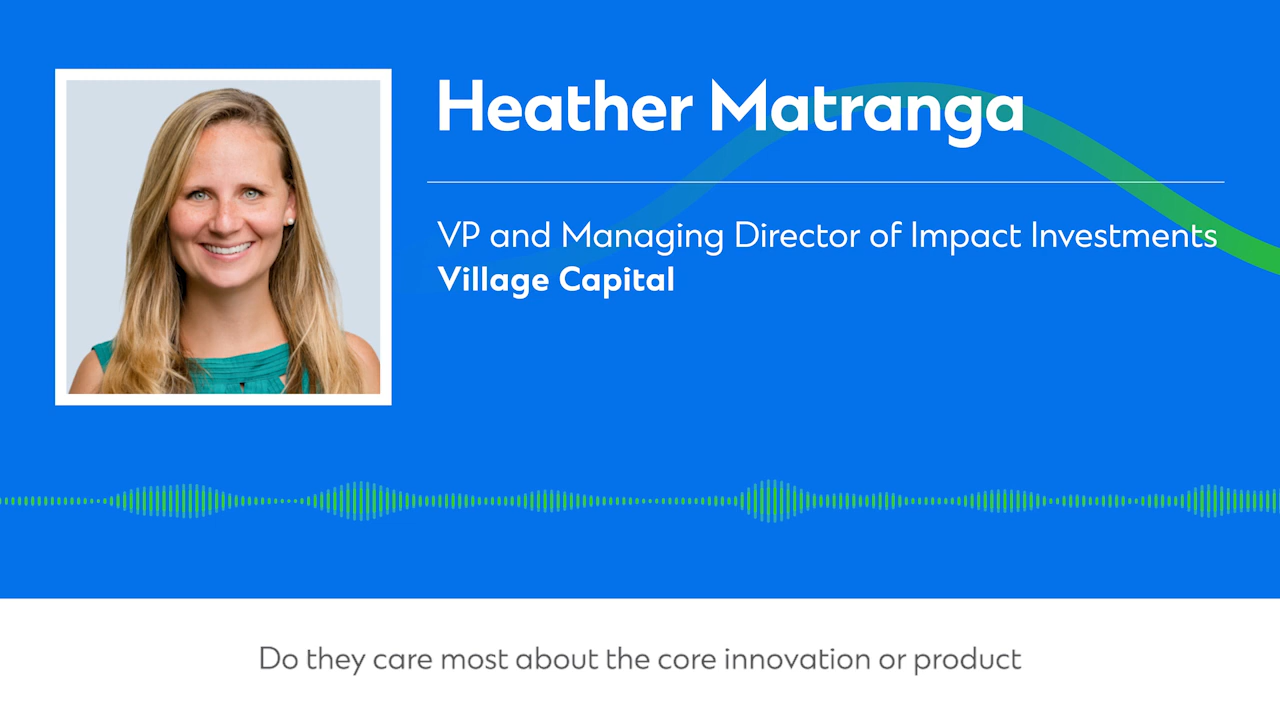 Heather Matranga
VP and Managing Director of Impact Investments
Village Capital
Do they care most about the core innovation or product